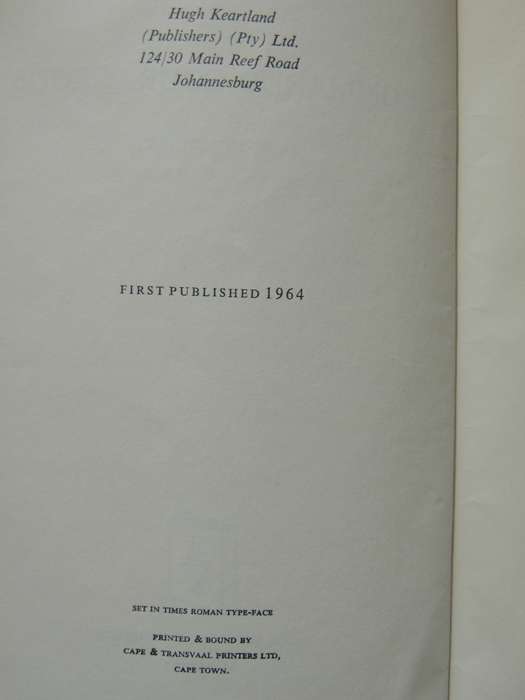 Hugh Keartland
(Publishers) (Pty) Ltd.
124/30 Main Reef Road
Johannesburg
FIRST PUBLISHED 1964
SET IN TIMES ROMAN TYPE-FACE
PRINTED & BOUND BY
CAPE & TRANSVAAL PRINTERS LTD,
CAPE TOWN.